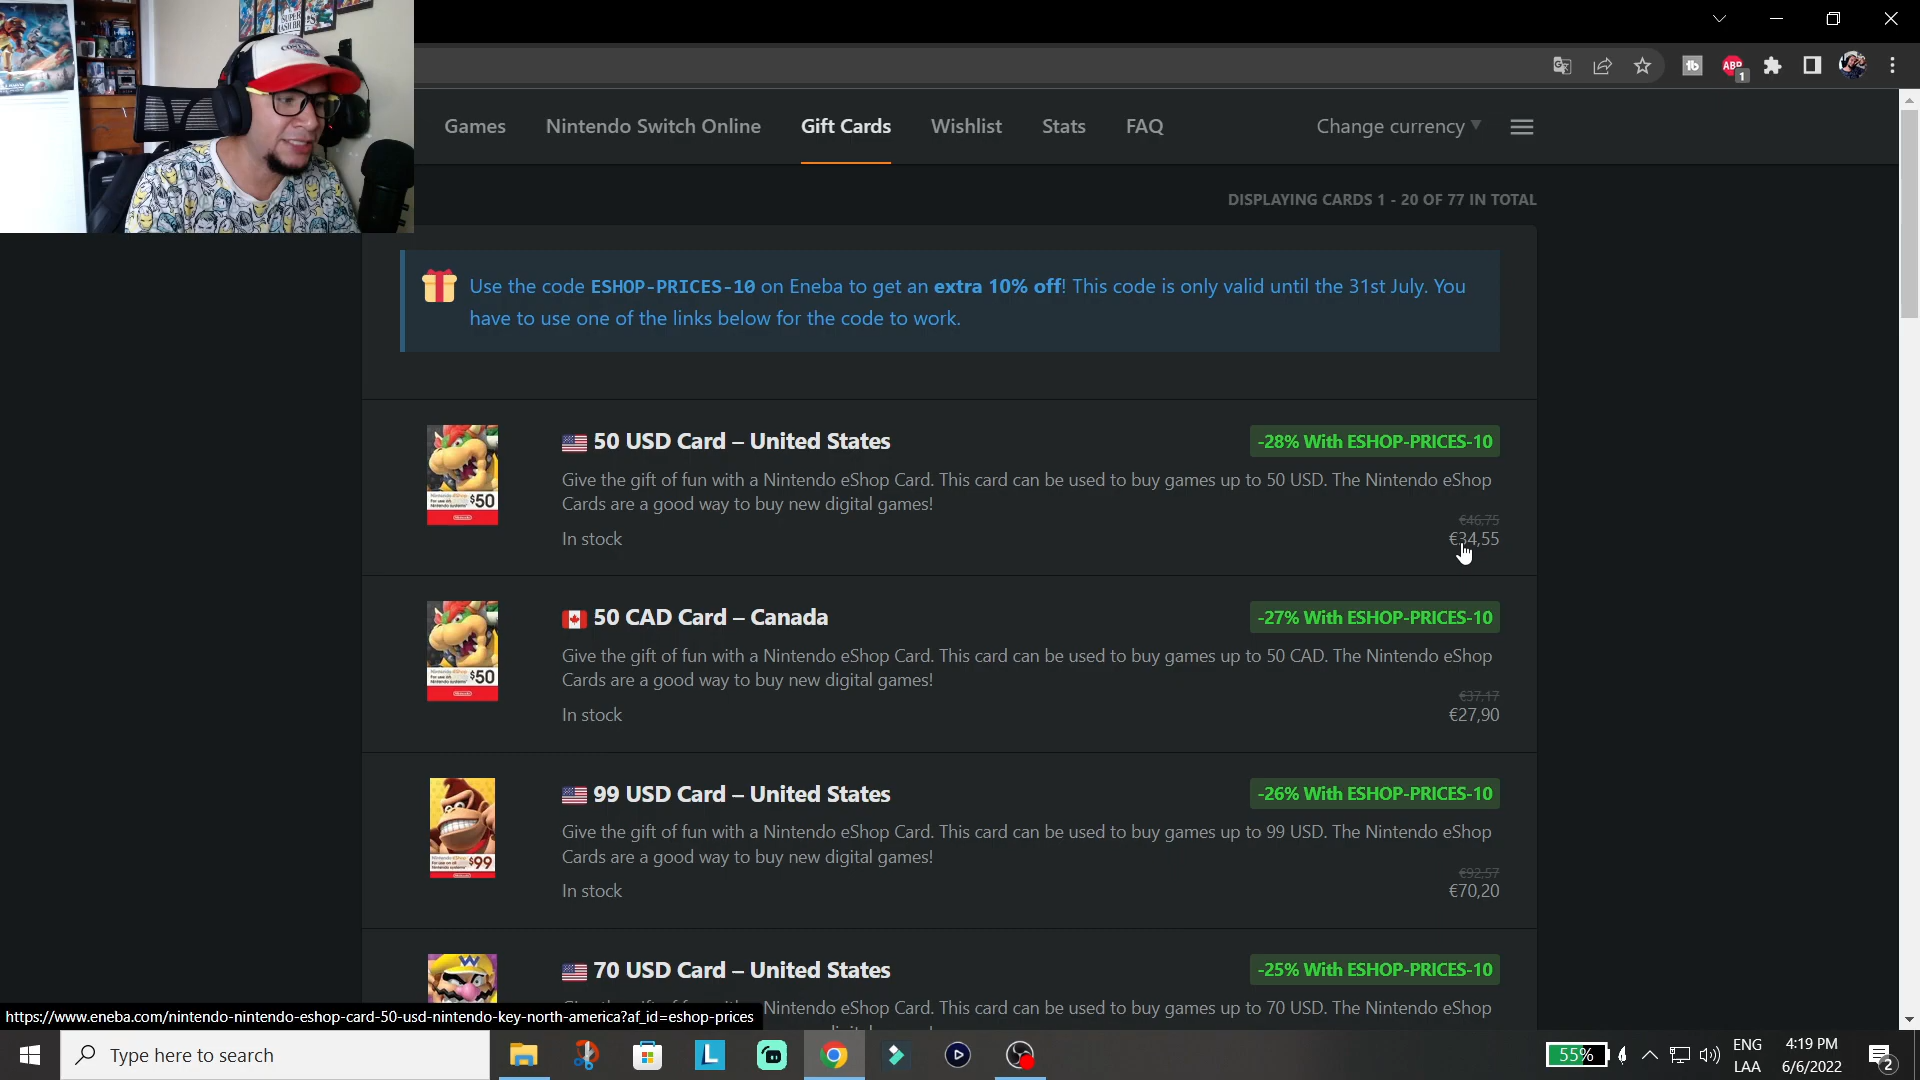 Games
Nintendo Switch Online
Gift Cards
Wishlist
Stats
FAQ
Change currency
DISPLAYING CARDS 1 - 20 OF 77 IN TOTAL
Use the code ESHOP-PRICES-10 on Eneba to get an extra 10% off! This code is only valid until the 31st July. You
have to use one of the links below for the code to work.
50 USD Card – United States
-28% With ESHOP-PRICES-10
Give the gift of fun with a Nintendo eShop Card. This card can be used to buy games up to 50 USD. The Nintendo eShop
Cards are a good way to buy new digital games!
€46,75
In stock
€34,55
$50
50 CAD Card – Canada
-27% With ESHOP-PRICES-10
Give the gift of fun with a Nintendo eShop Card. This card can be used to buy games up to 50 CAD. The Nintendo eShop
Cards are a good way to buy new digital games!
€37,17
In stock
€27,90
$50
99 USD Card – United States
-26% With ESHOP-PRICES-10
Give the gift of fun with a Nintendo eShop Card. This card can be used to buy games up to 99 USD. The Nintendo eShop
Cards are a good way to buy new digital games!
€92,57
In stock
€70,20
$99
70 USD Card – United States
-25% With ESHOP-PRICES-10
Nintendo eShop Card. This card can be used to buy games up to 70 USD. The Nintendo eShop
https://www.eneba.com/nintendo-nintendo-eshop-card-50-usd-nintendo-key-north-america?af_id=eshop-prices
Type here to search
55%
ENG
LAA
4:19 PM
6/6/2022
2
ABP
1